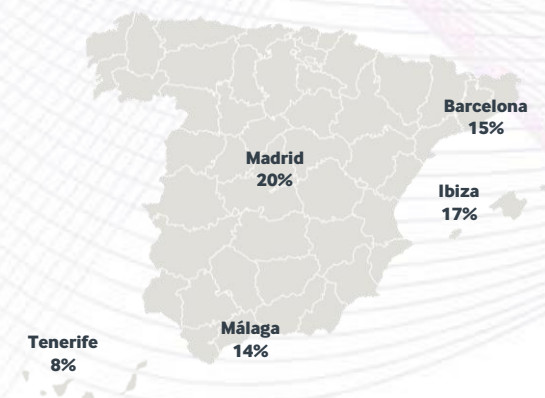 Barcelona
15%
Madrid
20%
Ibiza
17%
Málaga
14%
Tenerife
8%